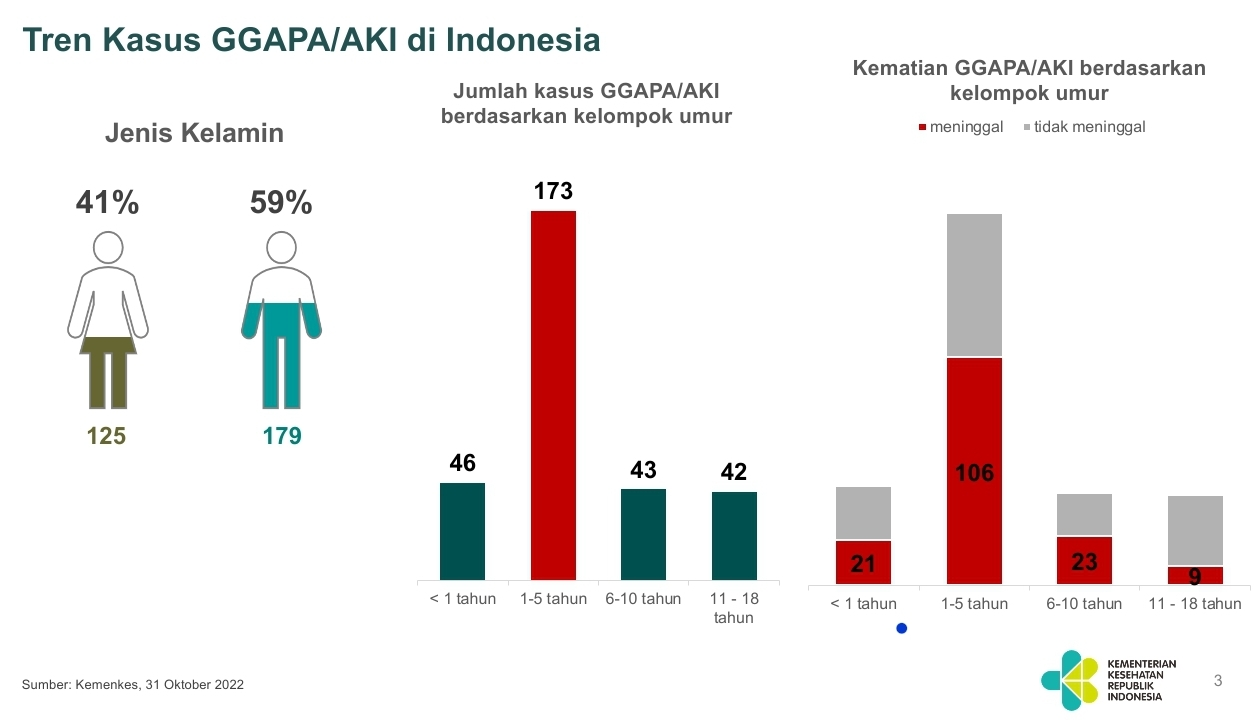 Tren Kasus GGAPA/AKI di Indonesia
Jenis Kelamin
41%
59%
125
179
Jumlah kasus GGAPA/AKI
berdasarkan kelompok umur
173
46
43
42
< 1 tahun
1-5 tahun
6-10 tahun
11 - 18
tahun
Kematian GGAPA/AKI berdasarkan
kelompok umur
meninggal
tidak meninggal
21
106
23
9
< 1 tahun
1-5 tahun
6-10 tahun
11 - 18 tahun
Sumber: Kemenkes, 31 Oktober 2022
KEMENTERIAN
KESEHATAN
REPUBLIK
INDONESIA
3